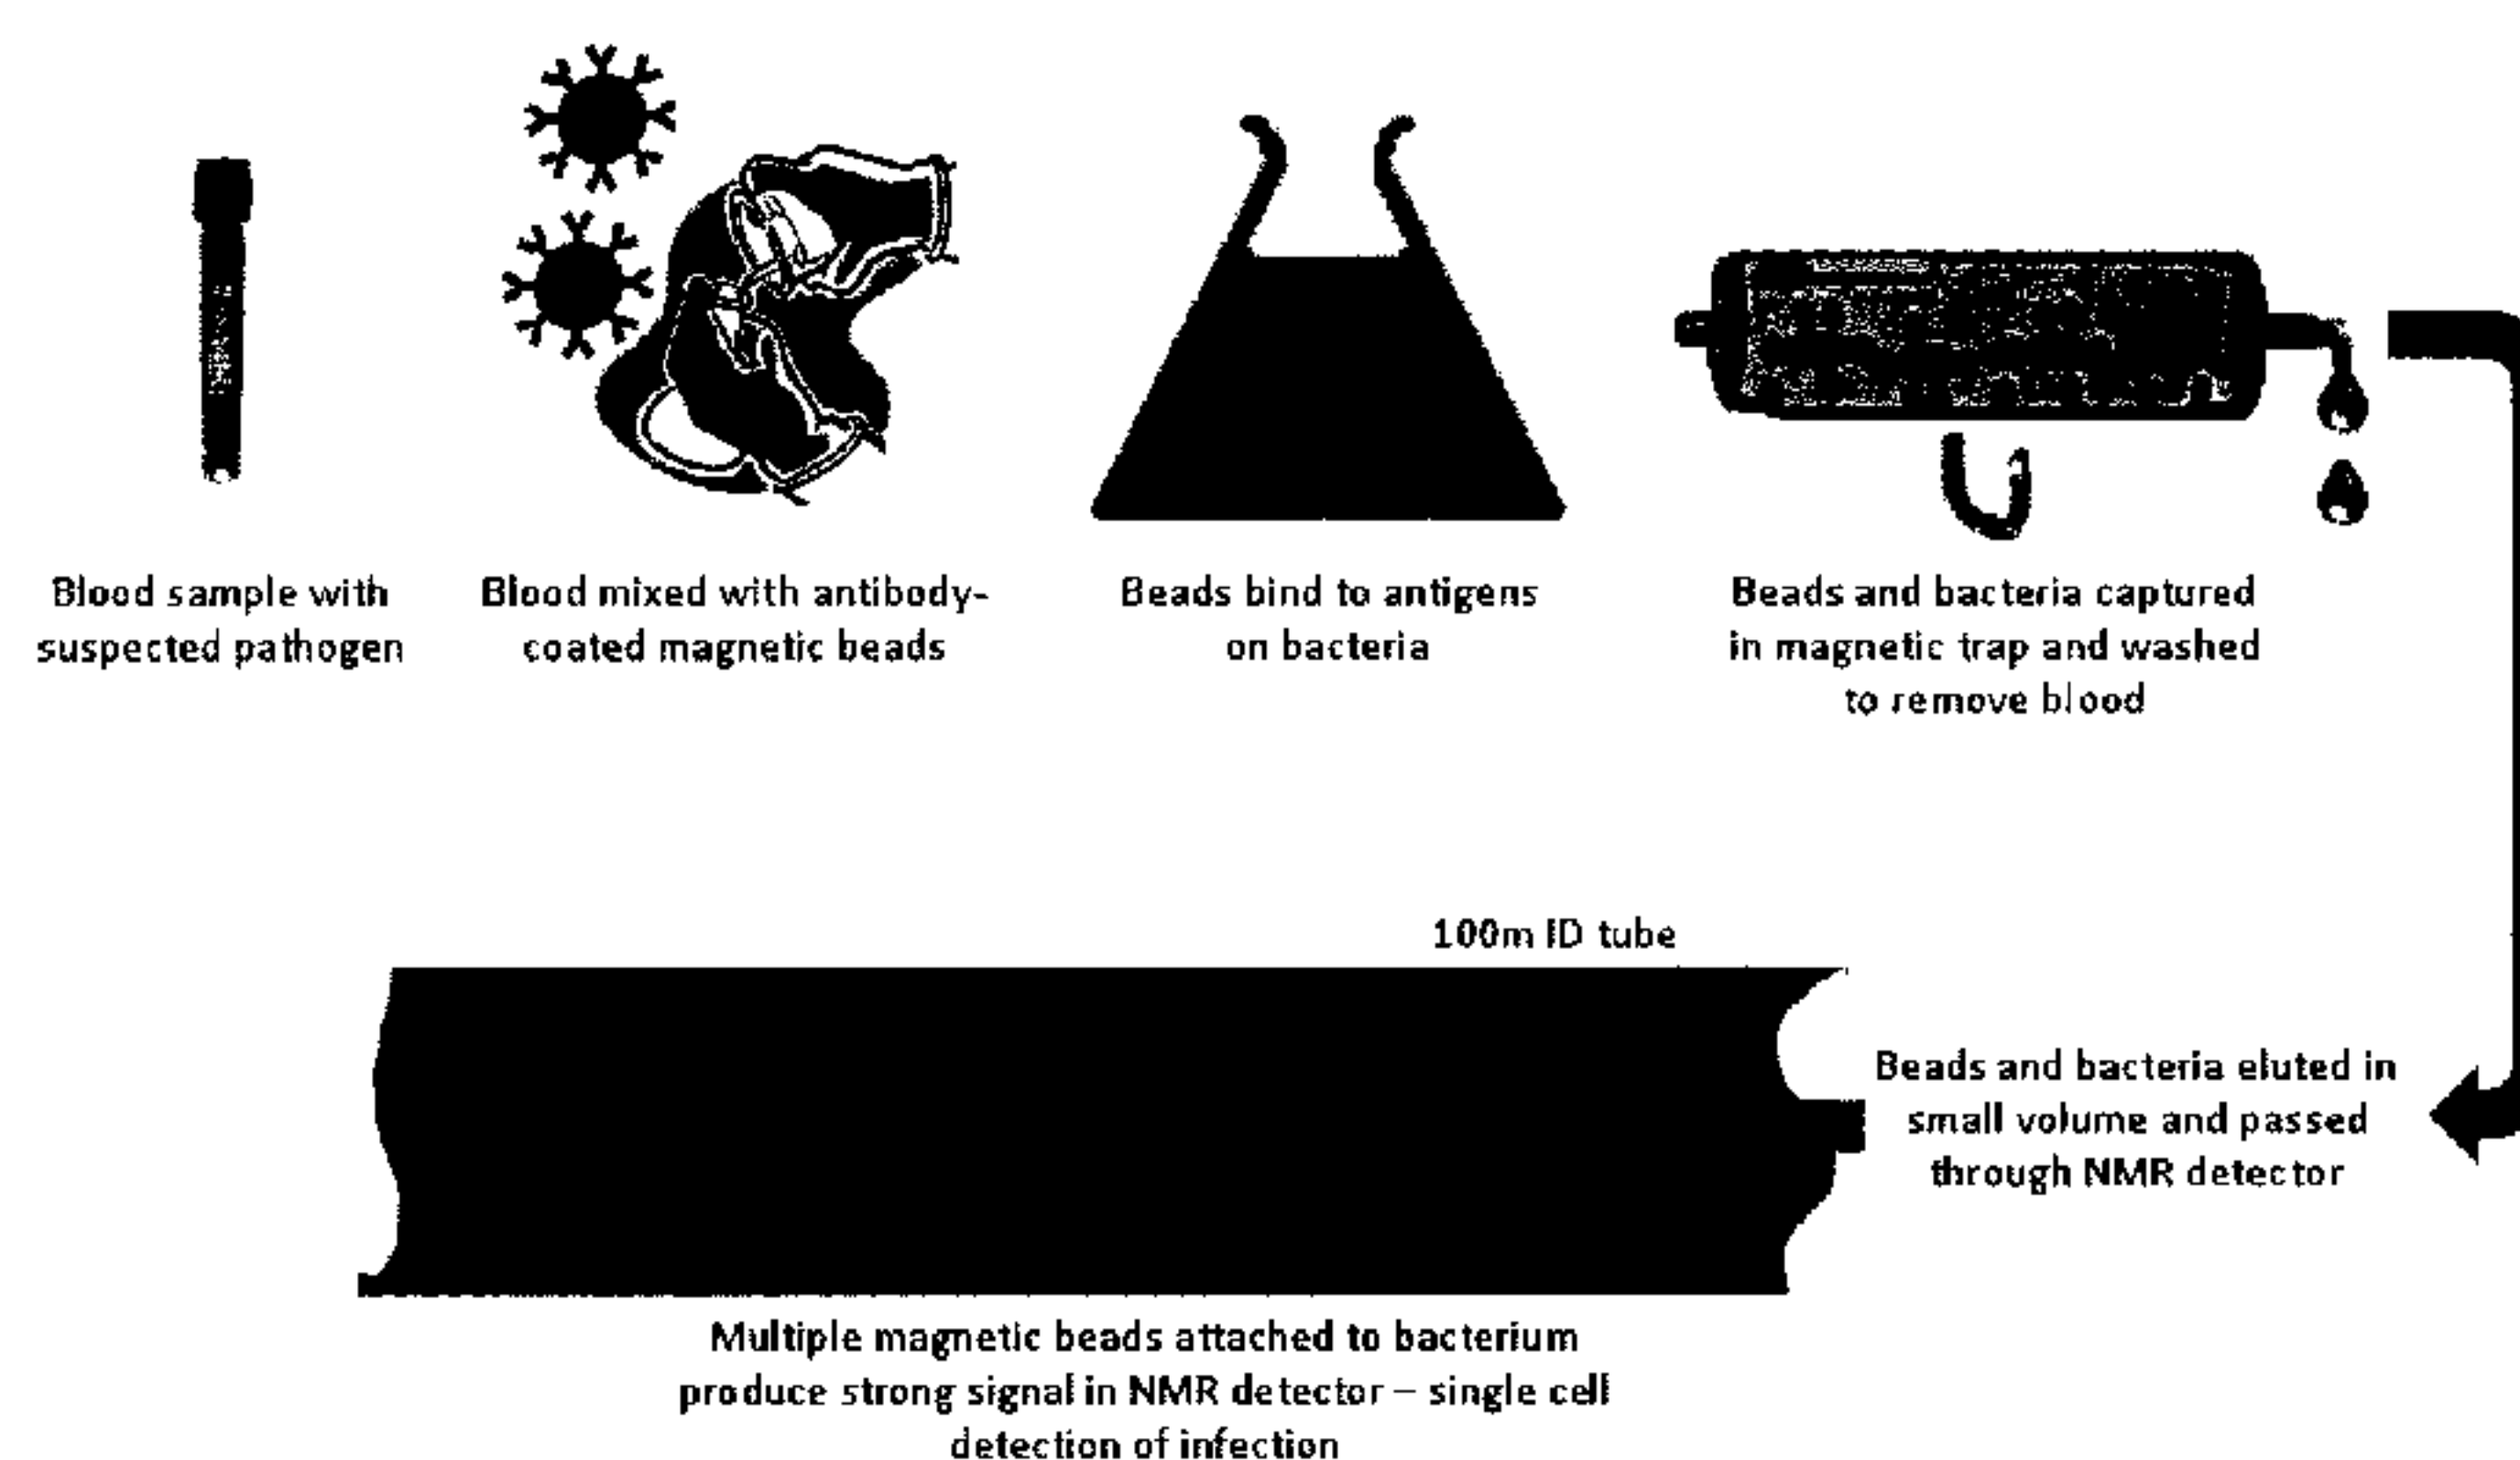 Blood sample with
suspected pathogen
Blood mixed with antibody-
coated magnetic beads
Beads bind to antigens
on bacteria
Beads and bacteria captured
in magnetic trap and washed
to remove blood
100m ID tube
Beads and bacteria eluted in
small volume and passed
through NMR detector
Multiple magnetic beads attached to bacterium
produce strong signal in NMR detector – single cell
detection of infection